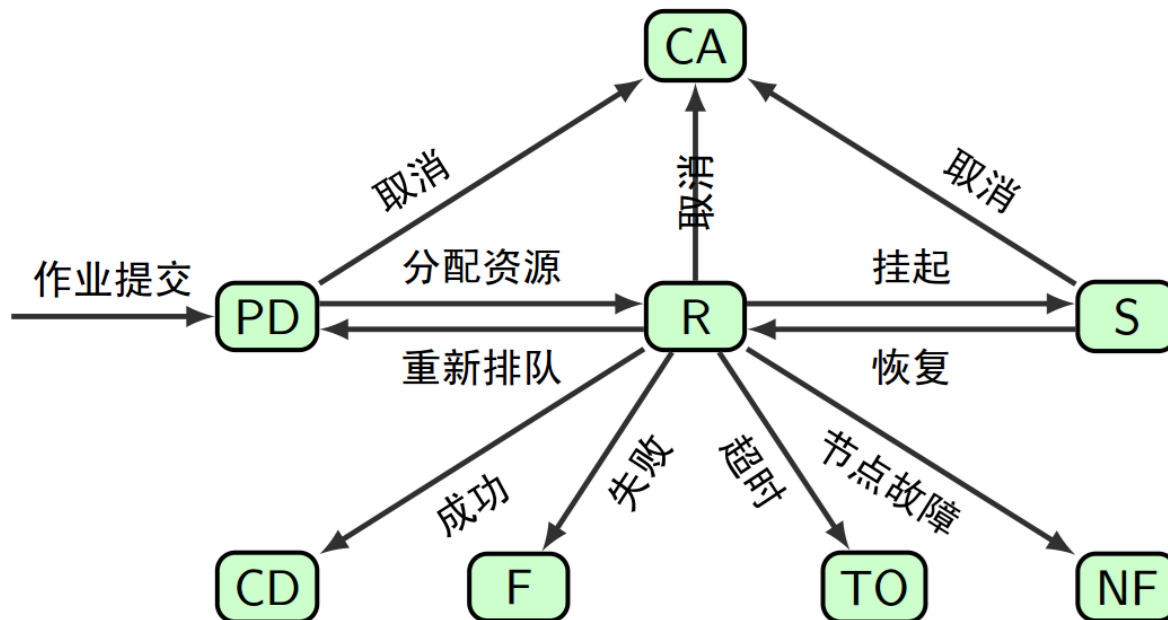 CA
取消
取消
取消
作业提交
分配资源
挂起
PD
R
S
重新排队
恢复
成功
失败
超时
节点故障
CD
F
TO
NF